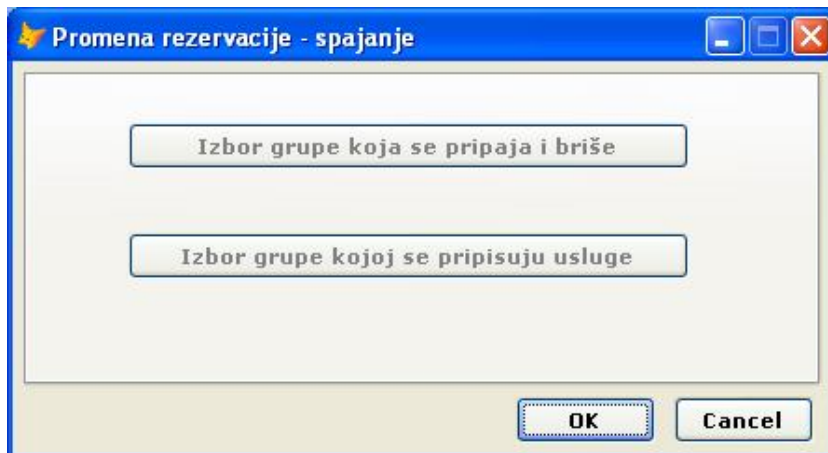 Promena rezervacije - spajanje
Izbor grupe koja se pripaja i briše
Izbor grupe kojoj se pripisuju usluge
OK
Cancel